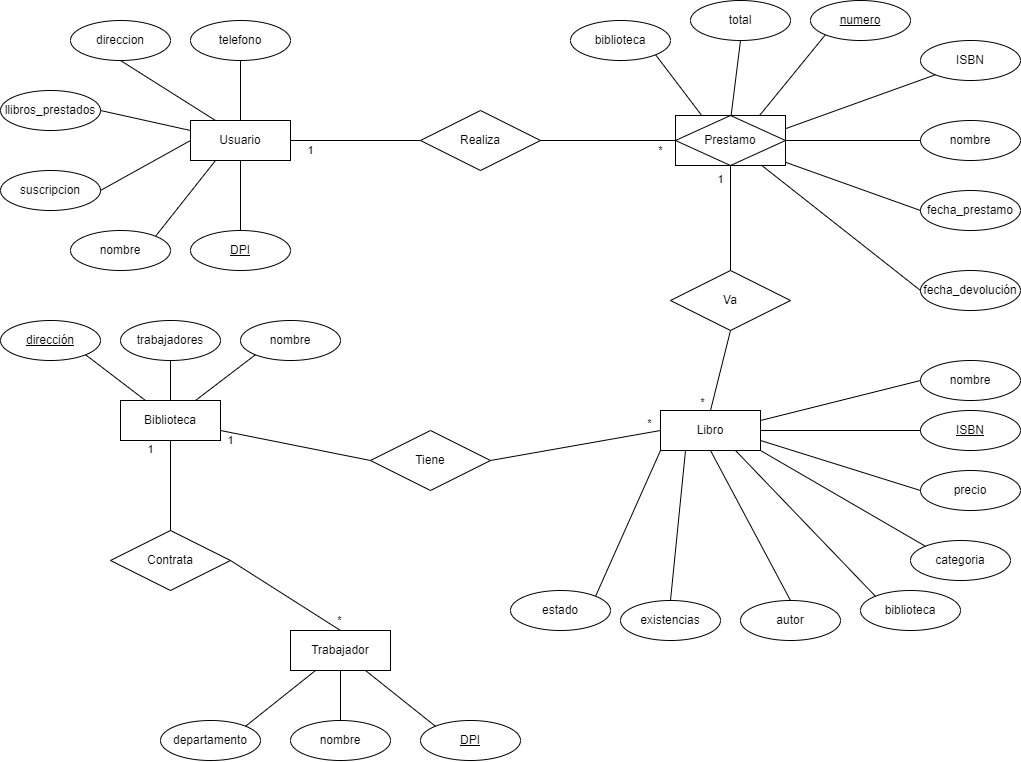 total
numero
direccion
telefono
biblioteca
ISBN
llibros_prestados
Usuario
Realiza
Prestamo
nombre
1
*
1
suscripcion
fecha_prestamo
nombre
DPI
fecha_devolución
Va
dirección
trabajadores
nombre
nombre
*
Biblioteca
*
Libro
ISBN
1
1
Tiene
precio
Contrata
categoria
estado
existencias
autor
biblioteca
*
Trabajador
departamento
nombre
DPI